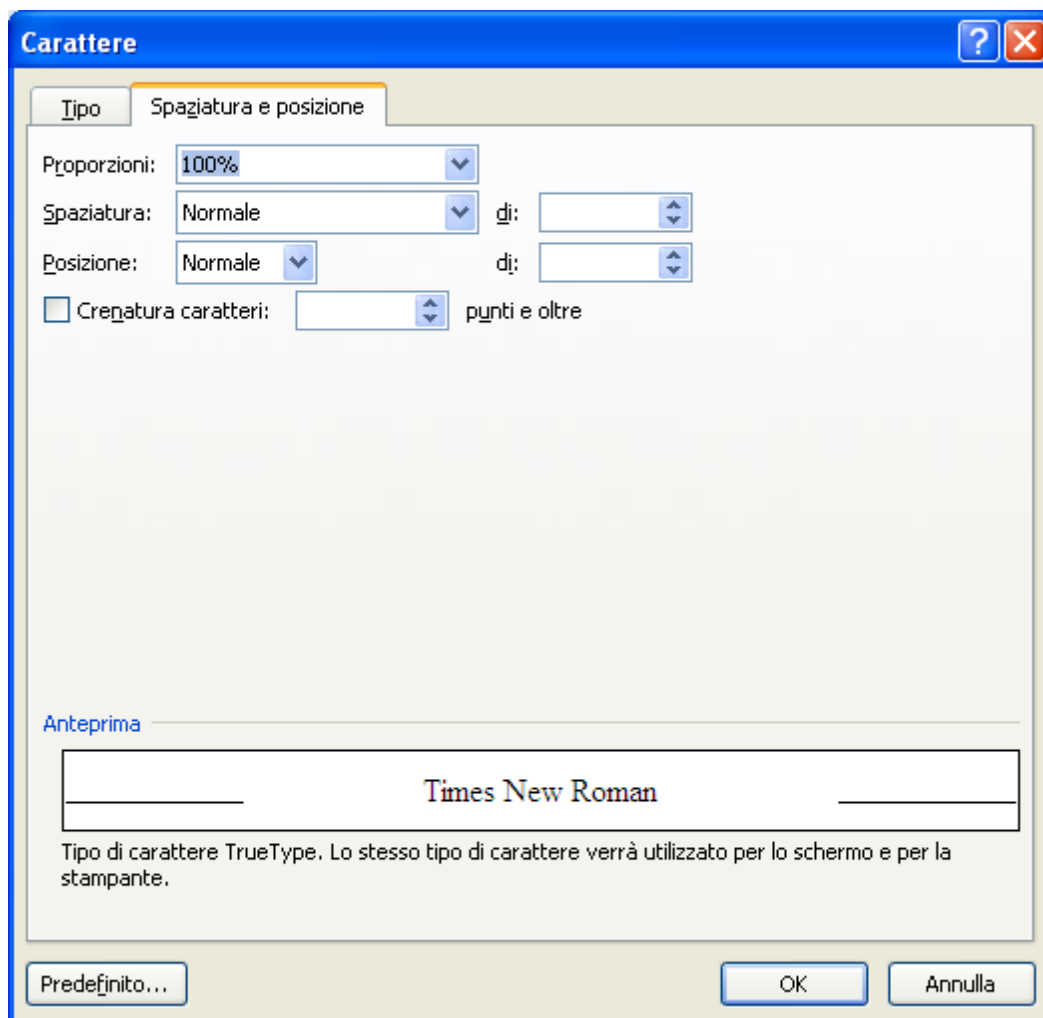 Carattere
Tipo Spaziatura e posizione
Proporzioni: 100%
Spaziatura: Normale di:
Posizione: Normale di:
Crenatura caratteri: punti e oltre
Anteprima
Times New Roman
Tipo di carattere TrueType. Lo stesso tipo di carattere verrà utilizzato per lo schermo e per la
stampante.
Predefinito... OK Annulla